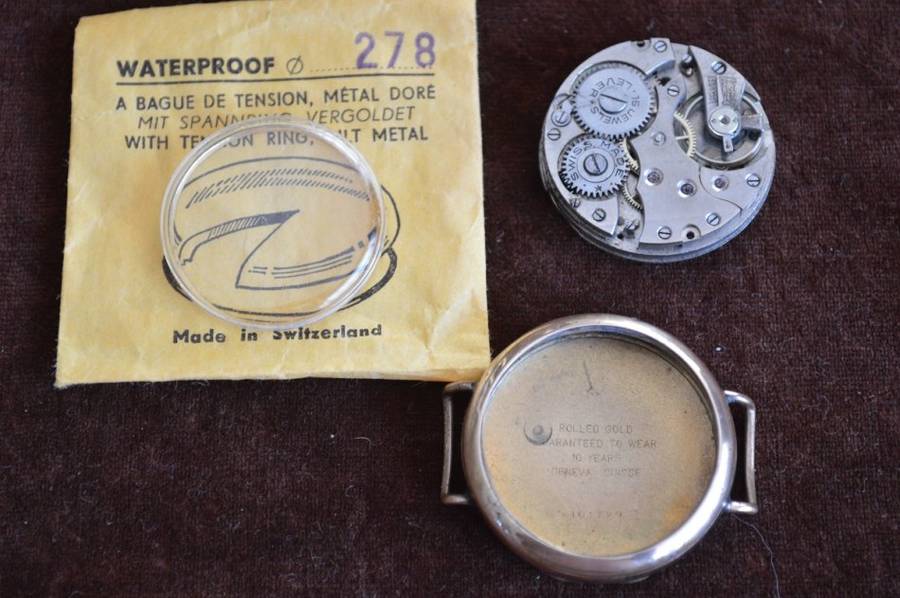 WATERPROOF ∅ 278
A BAGUE DE TENSION, MÉTAL DORÉ
MIT SPANNRING, VERGOLDET
WITH TENSION RING, GILT METAL
Made in Switzerland
15 JEWELS LEVER
SWISS MADE
ROLLED GOLD
GUARANTEED TO WEAR
10 YEARS
GENEVA SUISSE